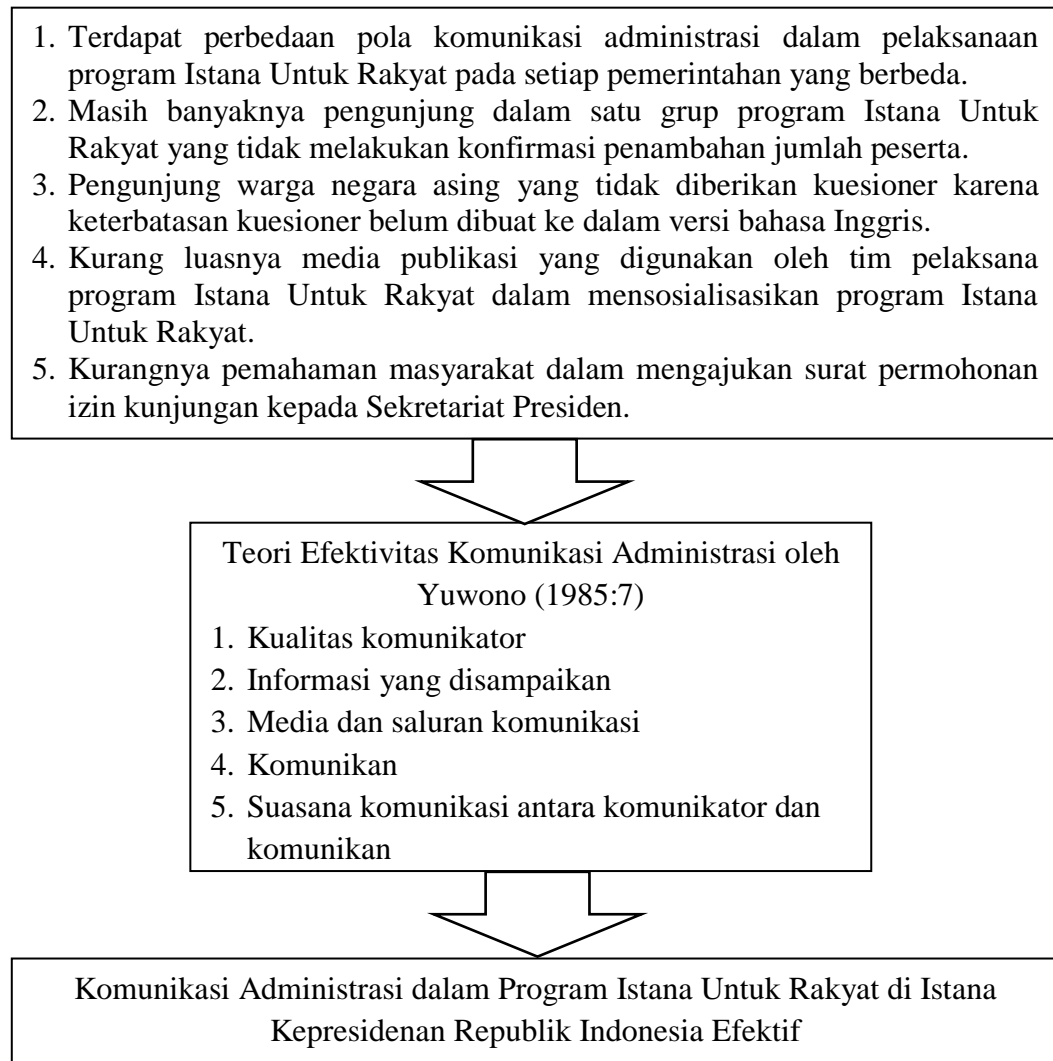 1. Terdapat perbedaan pola komunikasi administrasi dalam pelaksanaan
program Istana Untuk Rakyat pada setiap pemerintahan yang berbeda.
2. Masih banyaknya pengunjung dalam satu grup program Istana Untuk
Rakyat yang tidak melakukan konfirmasi penambahan jumlah peserta.
3. Pengunjung warga negara asing yang tidak diberikan kuesioner karena
keterbatasan kuesioner belum dibuat ke dalam versi bahasa Inggris.
4. Kurang luasnya media publikasi yang digunakan oleh tim pelaksana
program Istana Untuk Rakyat dalam mensosialisasikan program Istana
Untuk Rakyat.
5. Kurangnya pemahaman masyarakat dalam mengajukan surat permohonan
izin kunjungan kepada Sekretariat Presiden.
Teori Efektivitas Komunikasi Administrasi oleh
Yuwono (1985:7)
1. Kualitas komunikator
2. Informasi yang disampaikan
3. Media dan saluran komunikasi
4. Komunikan
5. Suasana komunikasi antara komunikator dan
komunikan
Komunikasi Administrasi dalam Program Istana Untuk Rakyat di Istana
Kepresidenan Republik Indonesia Efektif